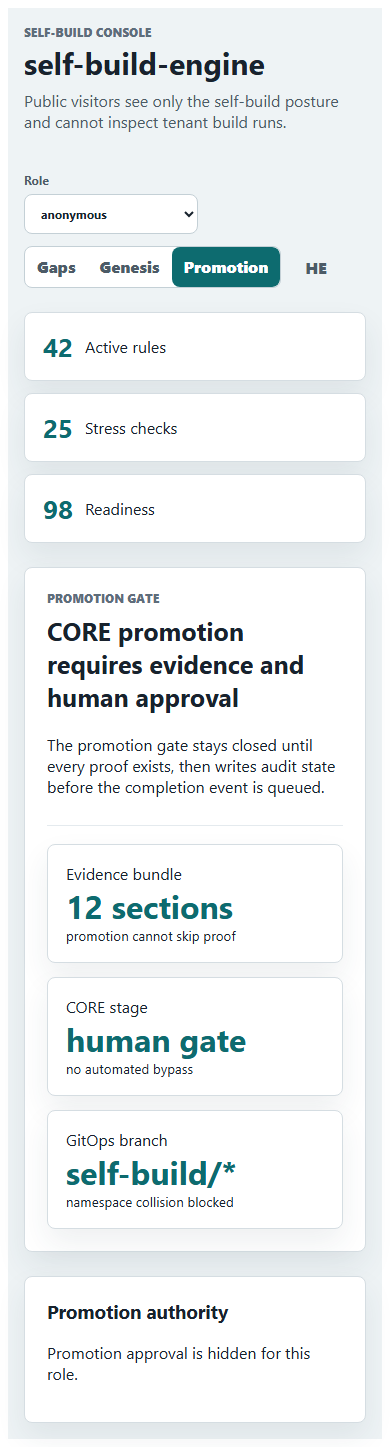 SELF-BUILD CONSOLE
self-build-engine
Public visitors see only the self-build posture
and cannot inspect tenant build runs.
Role
anonymous
Gaps Genesis Promotion HE
42 Active rules
25 Stress checks
98 Readiness
PROMOTION GATE
CORE promotion
requires evidence and
human approval
The promotion gate stays closed until
every proof exists, then writes audit state
before the completion event is queued.
Evidence bundle
12 sections
promotion cannot skip proof
CORE stage
human gate
no automated bypass
GitOps branch
self-build/*
namespace collision blocked
Promotion authority
Promotion approval is hidden for this
role.